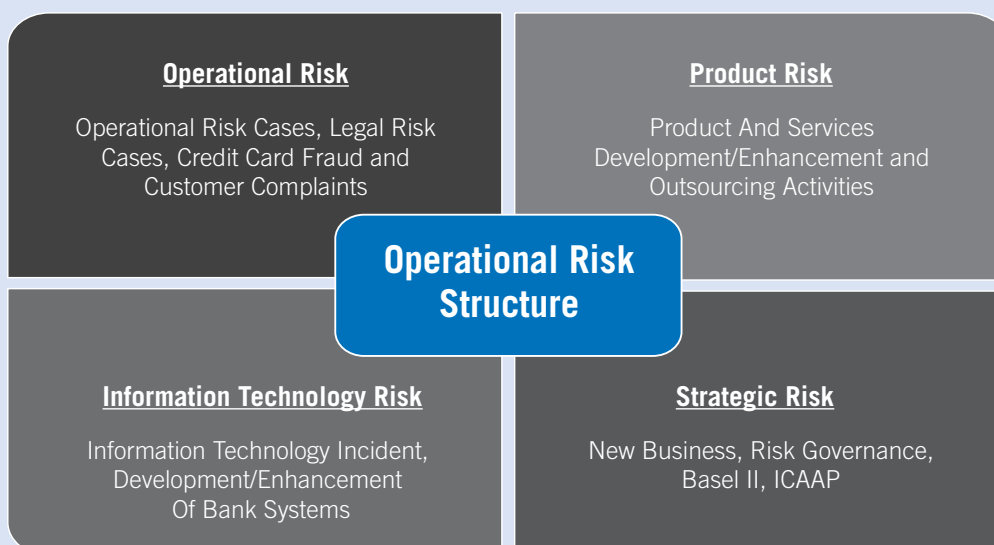 Operational Risk
Operational Risk Cases, Legal Risk
Cases, Credit Card Fraud and
Customer Complaints
Product Risk
Product And Services
Development/Enhancement and
Outsourcing Activities
Operational Risk
Structure
Information Technology Risk
Information Technology Incident,
Development/Enhancement
Of Bank Systems
Strategic Risk
New Business, Risk Governance,
Basel II, ICAAP